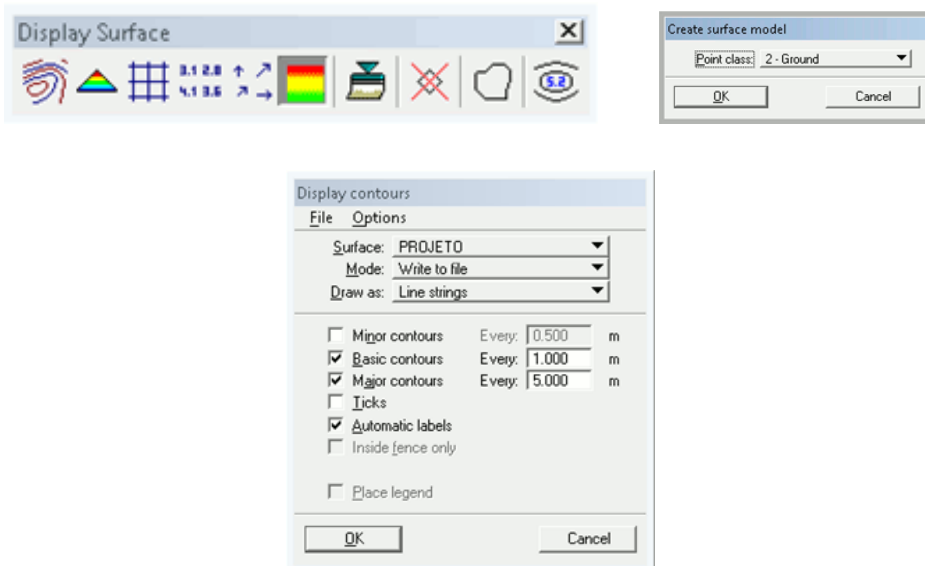 Display Surface
3.1 2.8
4.1 3.6
5.2
Create surface model
Point class: 2 - Ground
OK Cancel
Display contours
File Options
Surface: PROJETO
Mode: Write to file
Draw as: Line strings
Minor contours Every: 0.500 m
Basic contours Every: 1.000 m
Major contours Every: 5.000 m
Ticks
Automatic labels
Inside fence only
Place legend
OK Cancel